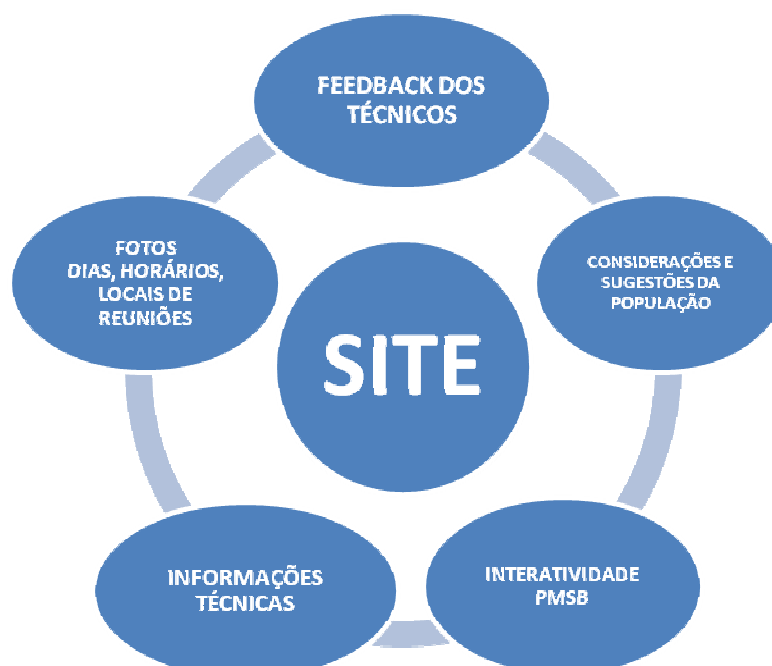 FEEDBACK DOS
TÉCNICOS
CONSIDERAÇÕES E
SUGESTÕES DA
POPULAÇÃO
INTERATIVIDADE
PMSB
INFORMAÇÕES
TÉCNICAS
FOTOS
DIAS, HORÁRIOS,
LOCAIS DE
REUNIÕES
SITE